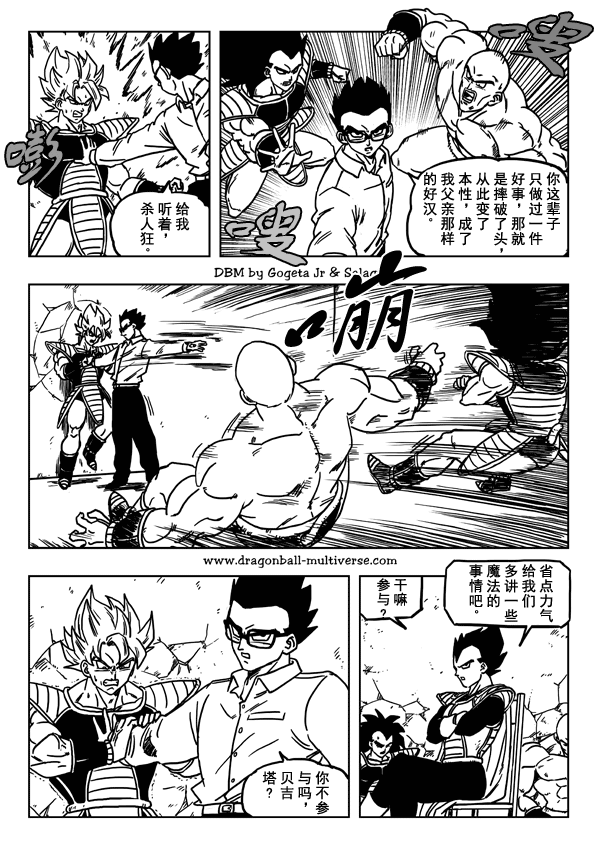 嘭
给我
听着，
杀人狂。
嗖
你这辈子
只做过一件
好事，那就
是摔破了头，
从此变了
本性，成了
我父亲那样
的好汉。
嗖
DBM by Gogeta Jr & Salag
嘣
www.dragonball-multiverse.com
你不参
与吗，
贝吉
塔？
干嘛
参与？
省点力气
给我们
多讲一些
魔法的
事情吧。